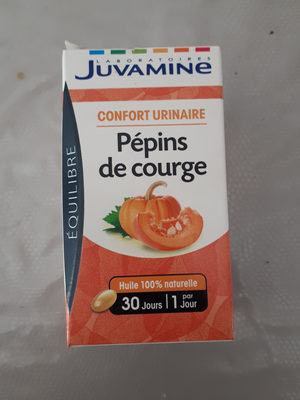 LABORATOIRES
JUVAMINE
CONFORT URINAIRE
Pépins
de courge
ÉQUILIBRE
Huile 100% naturelle
30 Jours | 1 par Jour